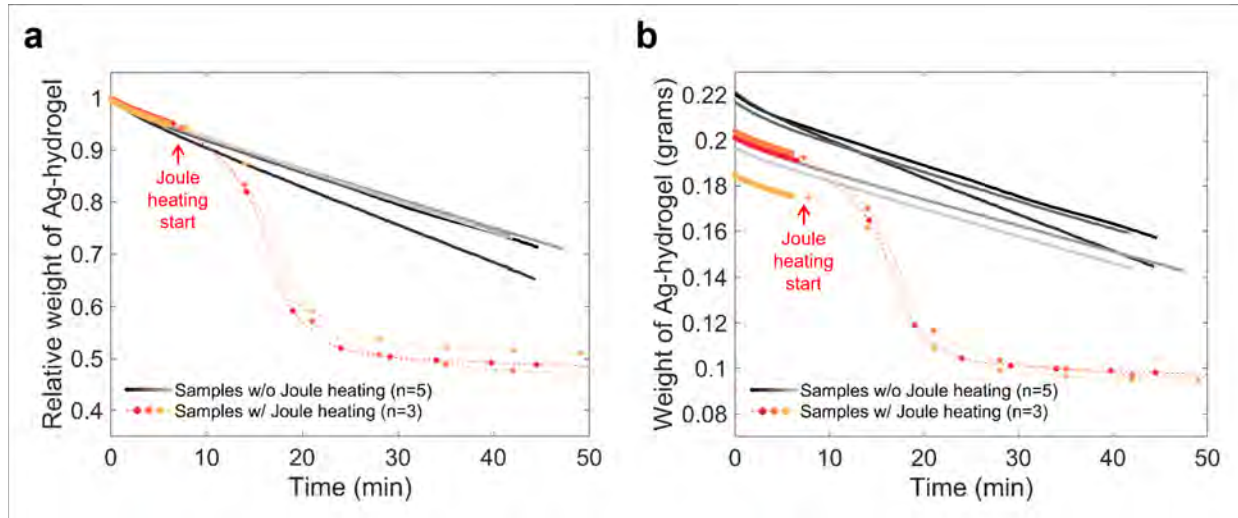 a
Relative weight of Ag-hydrogel
1
0.9
0.8
0.7
0.6
0.5
0.4
Joule
heating
start
Samples w/o Joule heating (n=5)
Samples w/ Joule heating (n=3)
0 10 20 30 40 50
Time (min)
b
Weight of Ag-hydrogel (grams)
0.22
0.2
0.18
0.16
0.14
0.12
0.1
0.08
Joule
heating
start
Samples w/o Joule heating (n=5)
Samples w/ Joule heating (n=3)
0 10 20 30 40 50
Time (min)